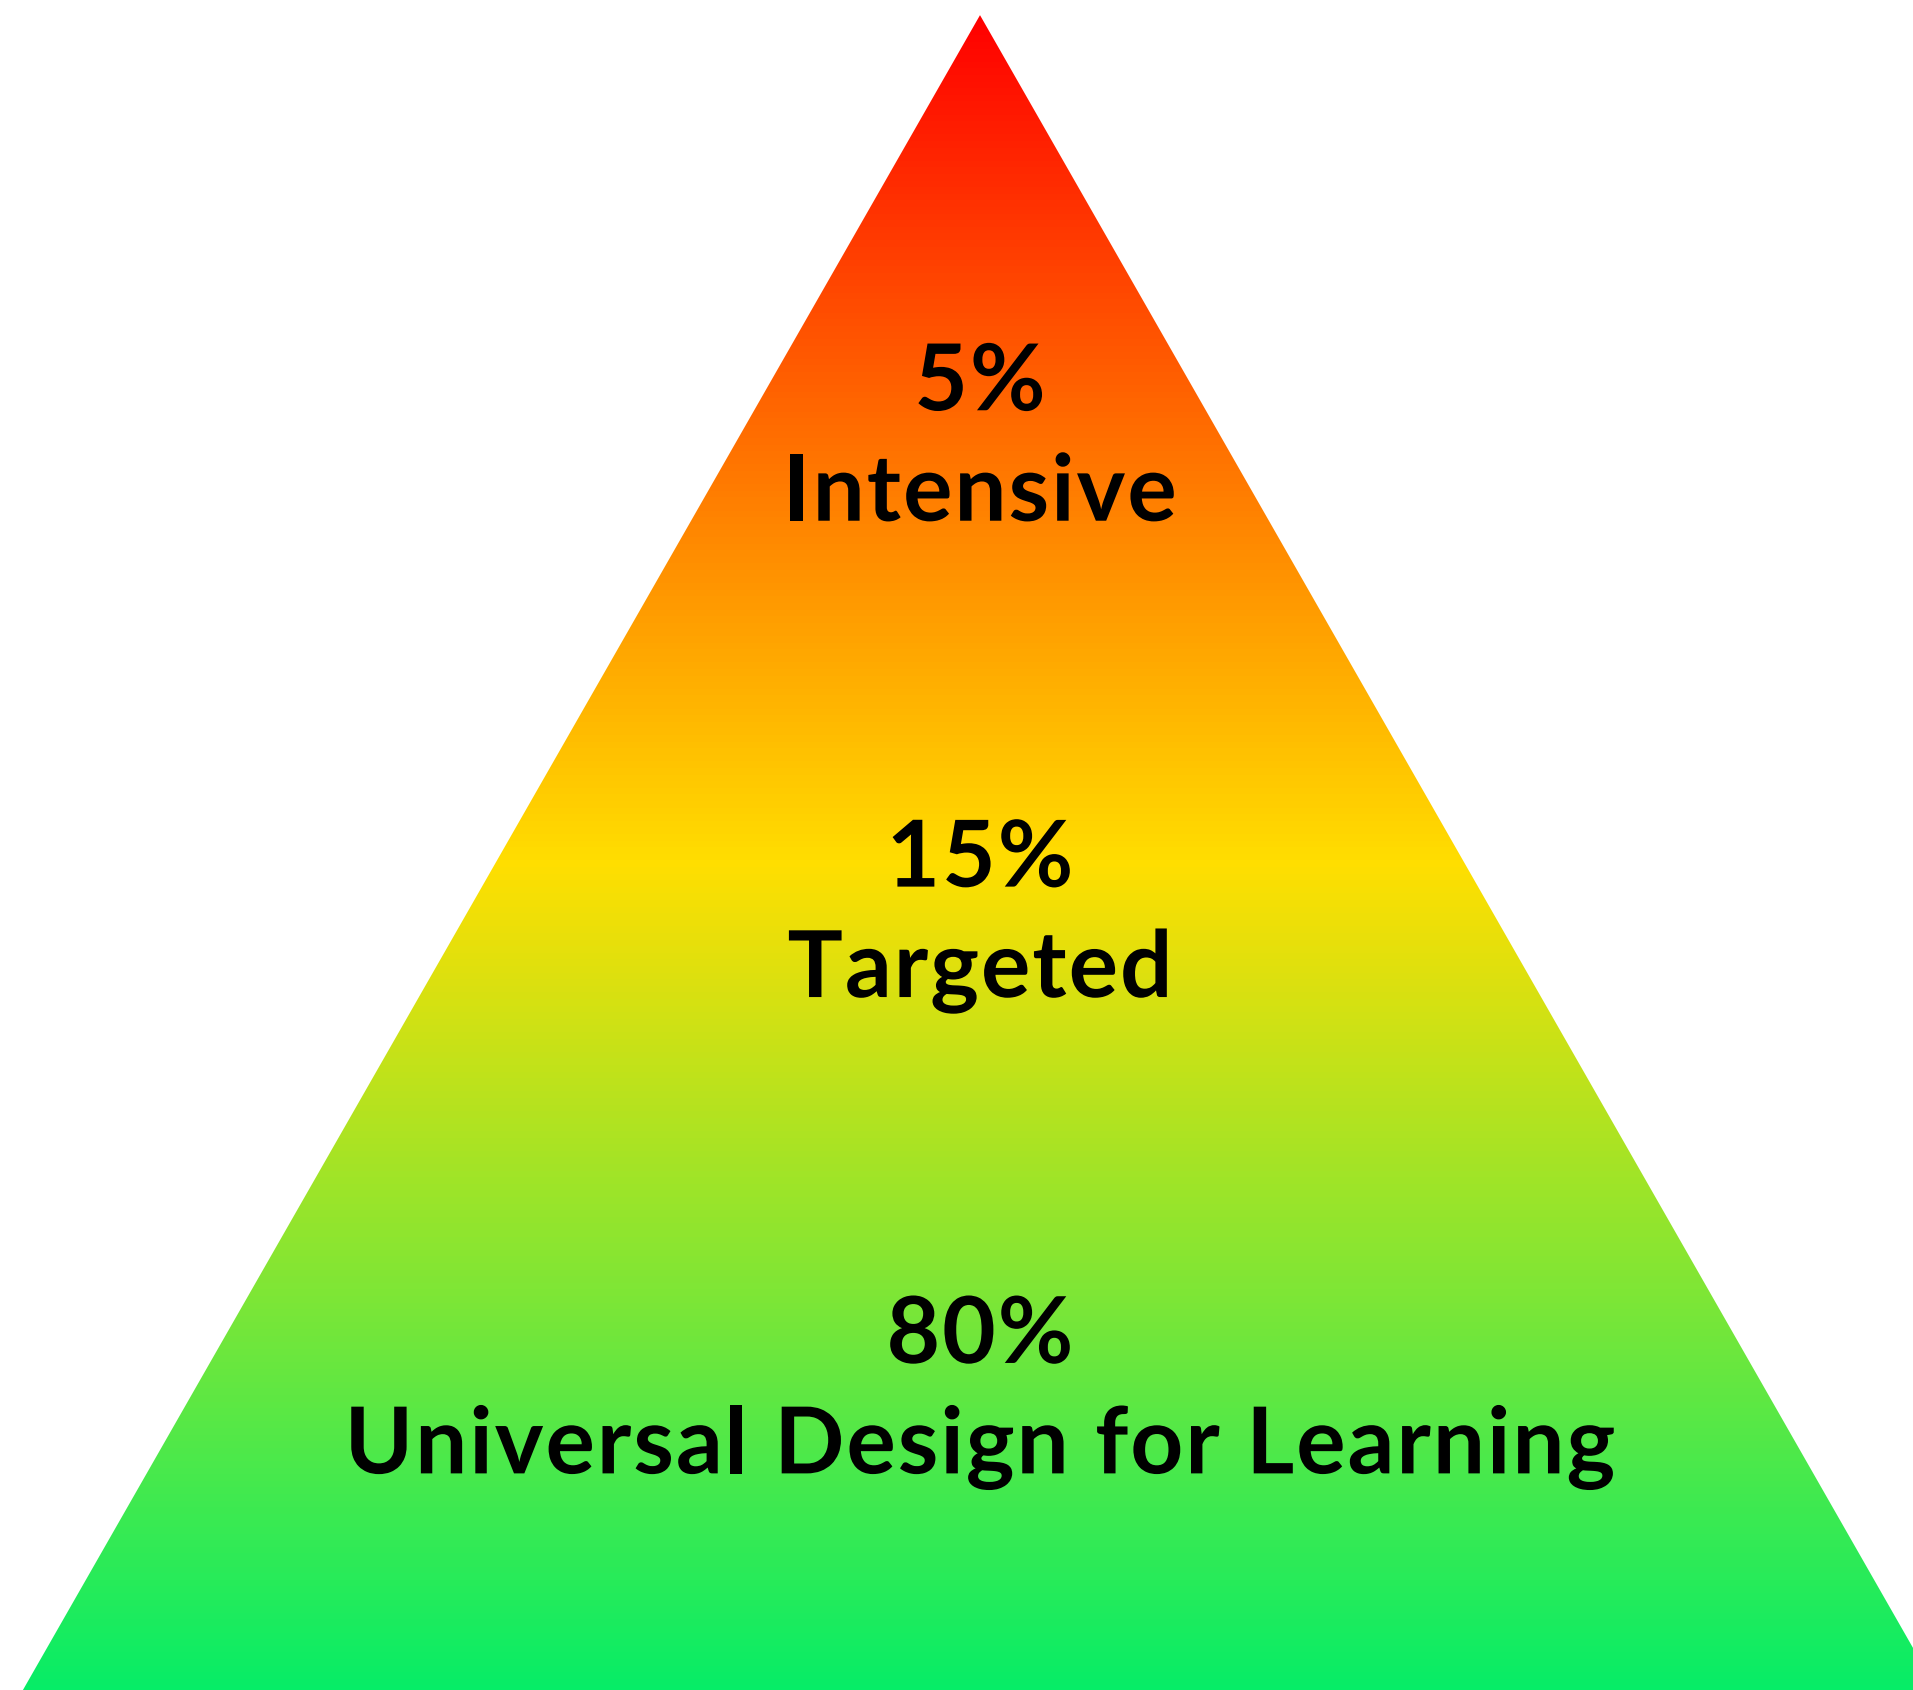 5%
Intensive
15%
Targeted
80%
Universal Design for Learning